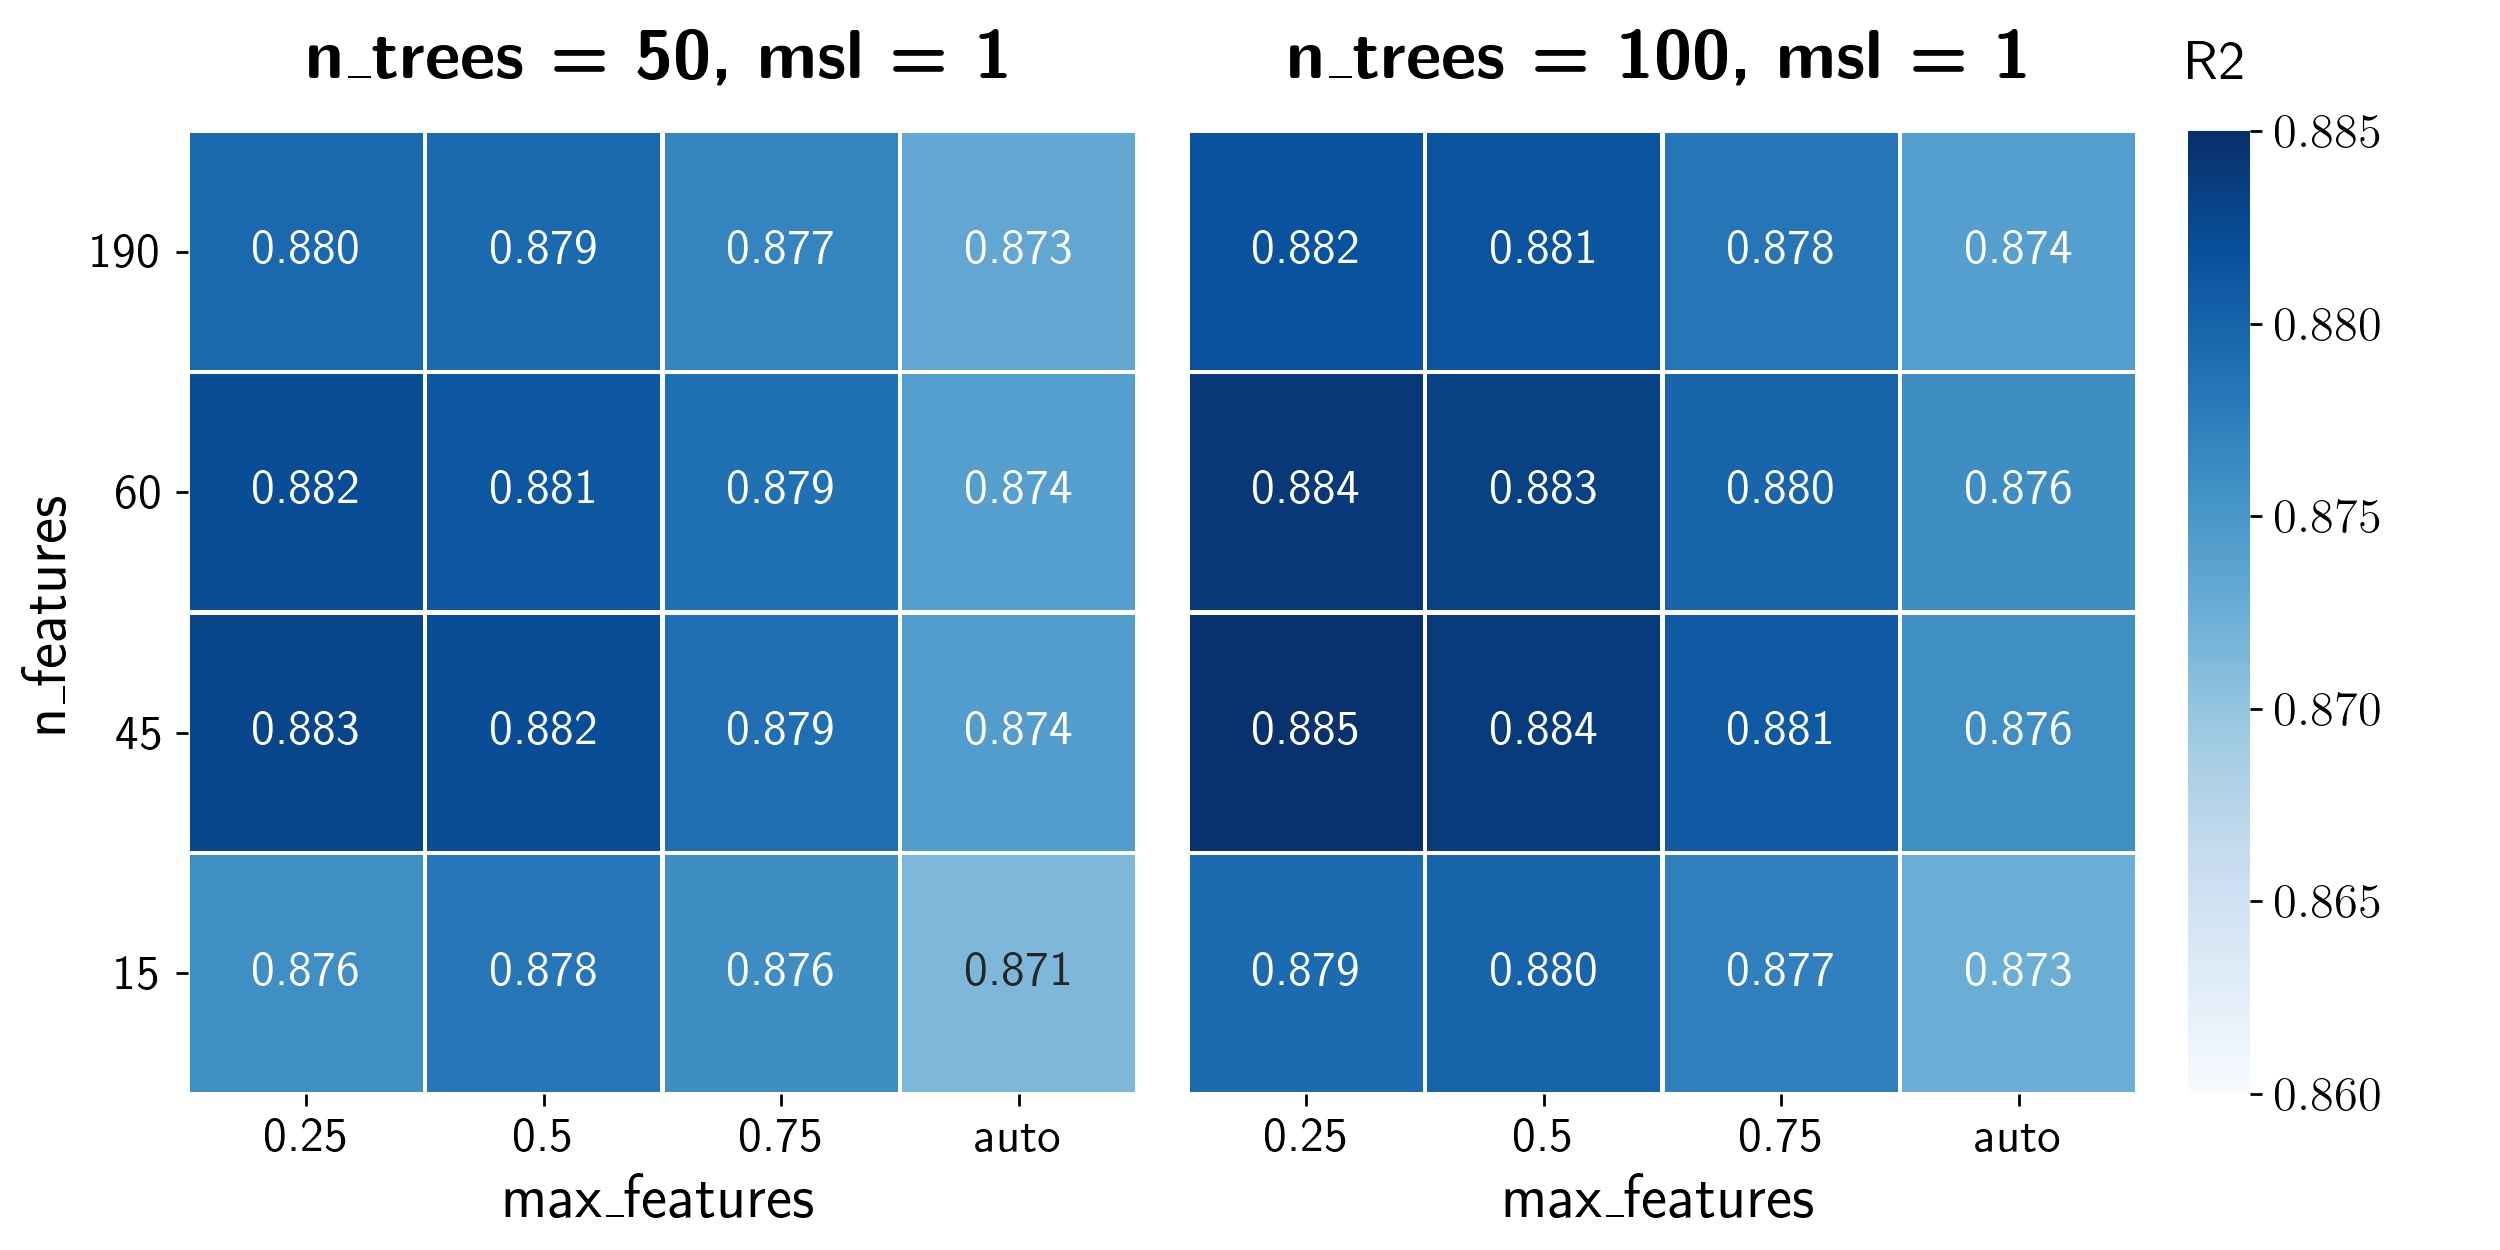 n_trees = 50, msl = 1
n_trees = 100, msl = 1
R2
n_features
190
0.880 0.879 0.877 0.873
60
0.882 0.881 0.879 0.874
45
0.883 0.882 0.879 0.874
15
0.876 0.878 0.876 0.871
0.25 0.5 0.75 auto
max_features
0.882 0.881 0.878 0.874
0.884 0.883 0.880 0.876
0.885 0.884 0.881 0.876
0.879 0.880 0.877 0.873
0.25 0.5 0.75 auto
max_features
0.885
0.880
0.875
0.870
0.865
0.860